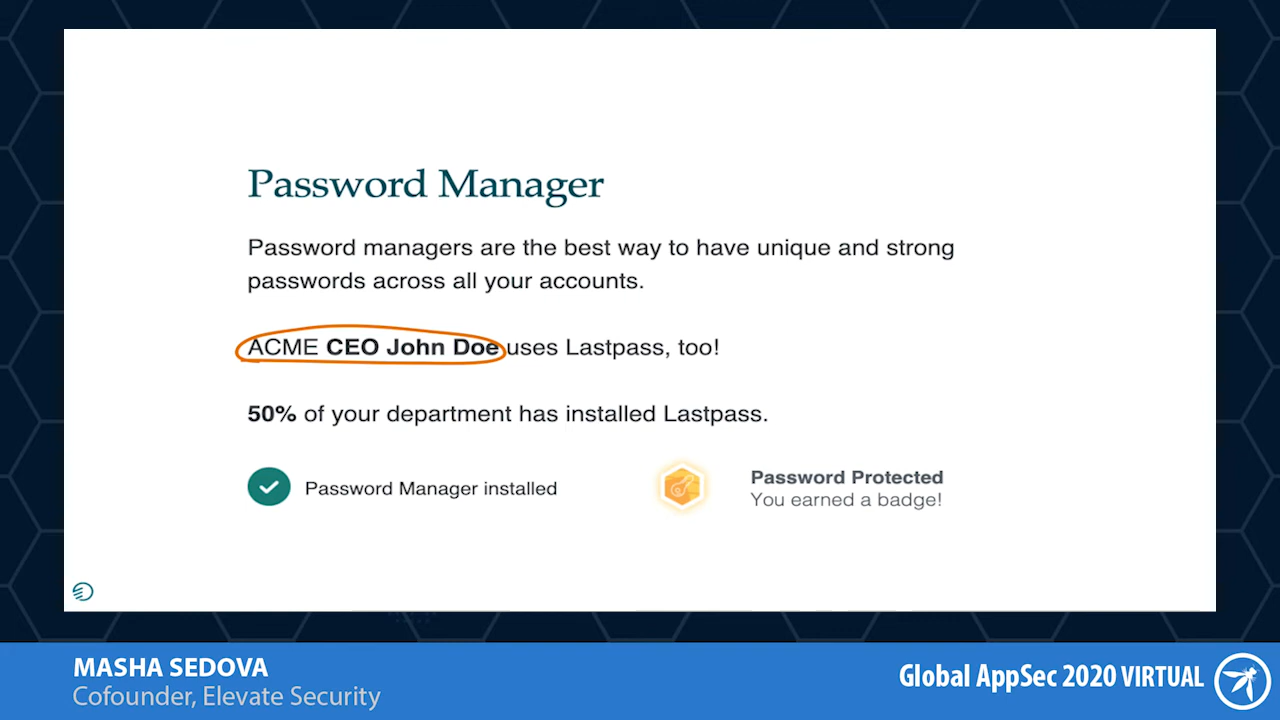 Password Manager
Password managers are the best way to have unique and strong
passwords across all your accounts.
ACME CEO John Doe uses Lastpass, too!
50% of your department has installed Lastpass.
Password Manager installed
Password Protected
You earned a badge!
MASHA SEDOVA
Cofounder, Elevate Security
Global AppSec 2020 VIRTUAL